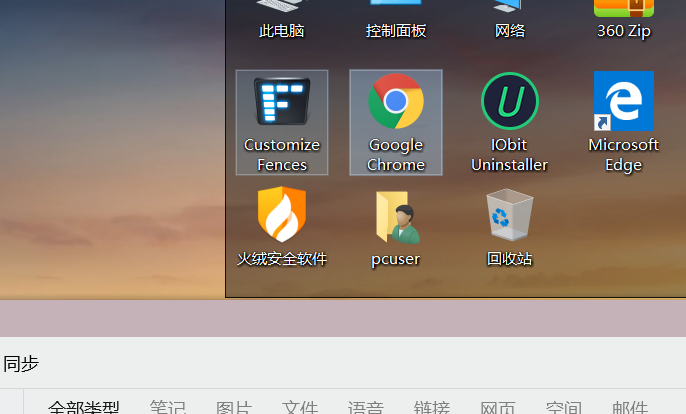 此电脑 控制面板 网络 360 Zip
Customize Fences Google Chrome IObit Uninstaller Microsoft Edge
火绒安全软件 pcuser 回收站
同步
全部类型 笔记 图片 文件 语音 链接 网页 空间 邮件